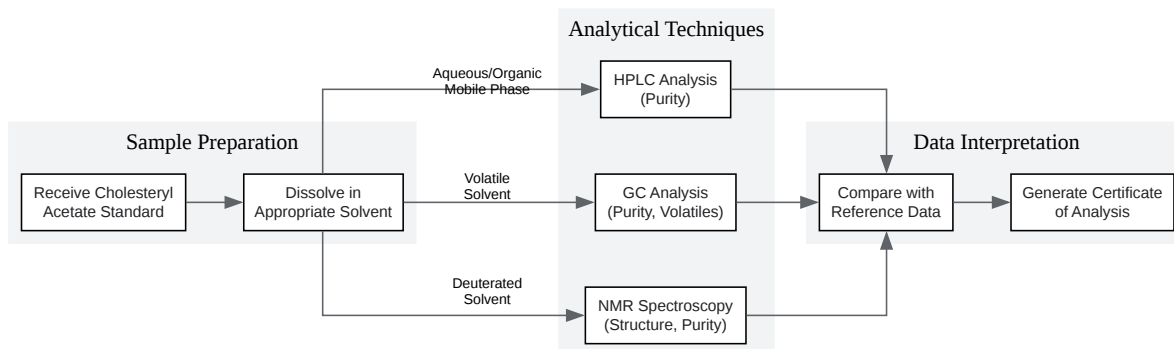 Analytical Techniques
Aqueous/Organic
Mobile Phase
HPLC Analysis
(Purity)
Sample Preparation
Data Interpretation
Receive Cholesteryl
Acetate Standard
Dissolve in
Appropriate Solvent
Volatile
Solvent
GC Analysis
(Purity, Volatiles)
Compare with
Reference Data
Generate Certificate
of Analysis
Deuterated
Solvent
NMR Spectroscopy
(Structure, Purity)